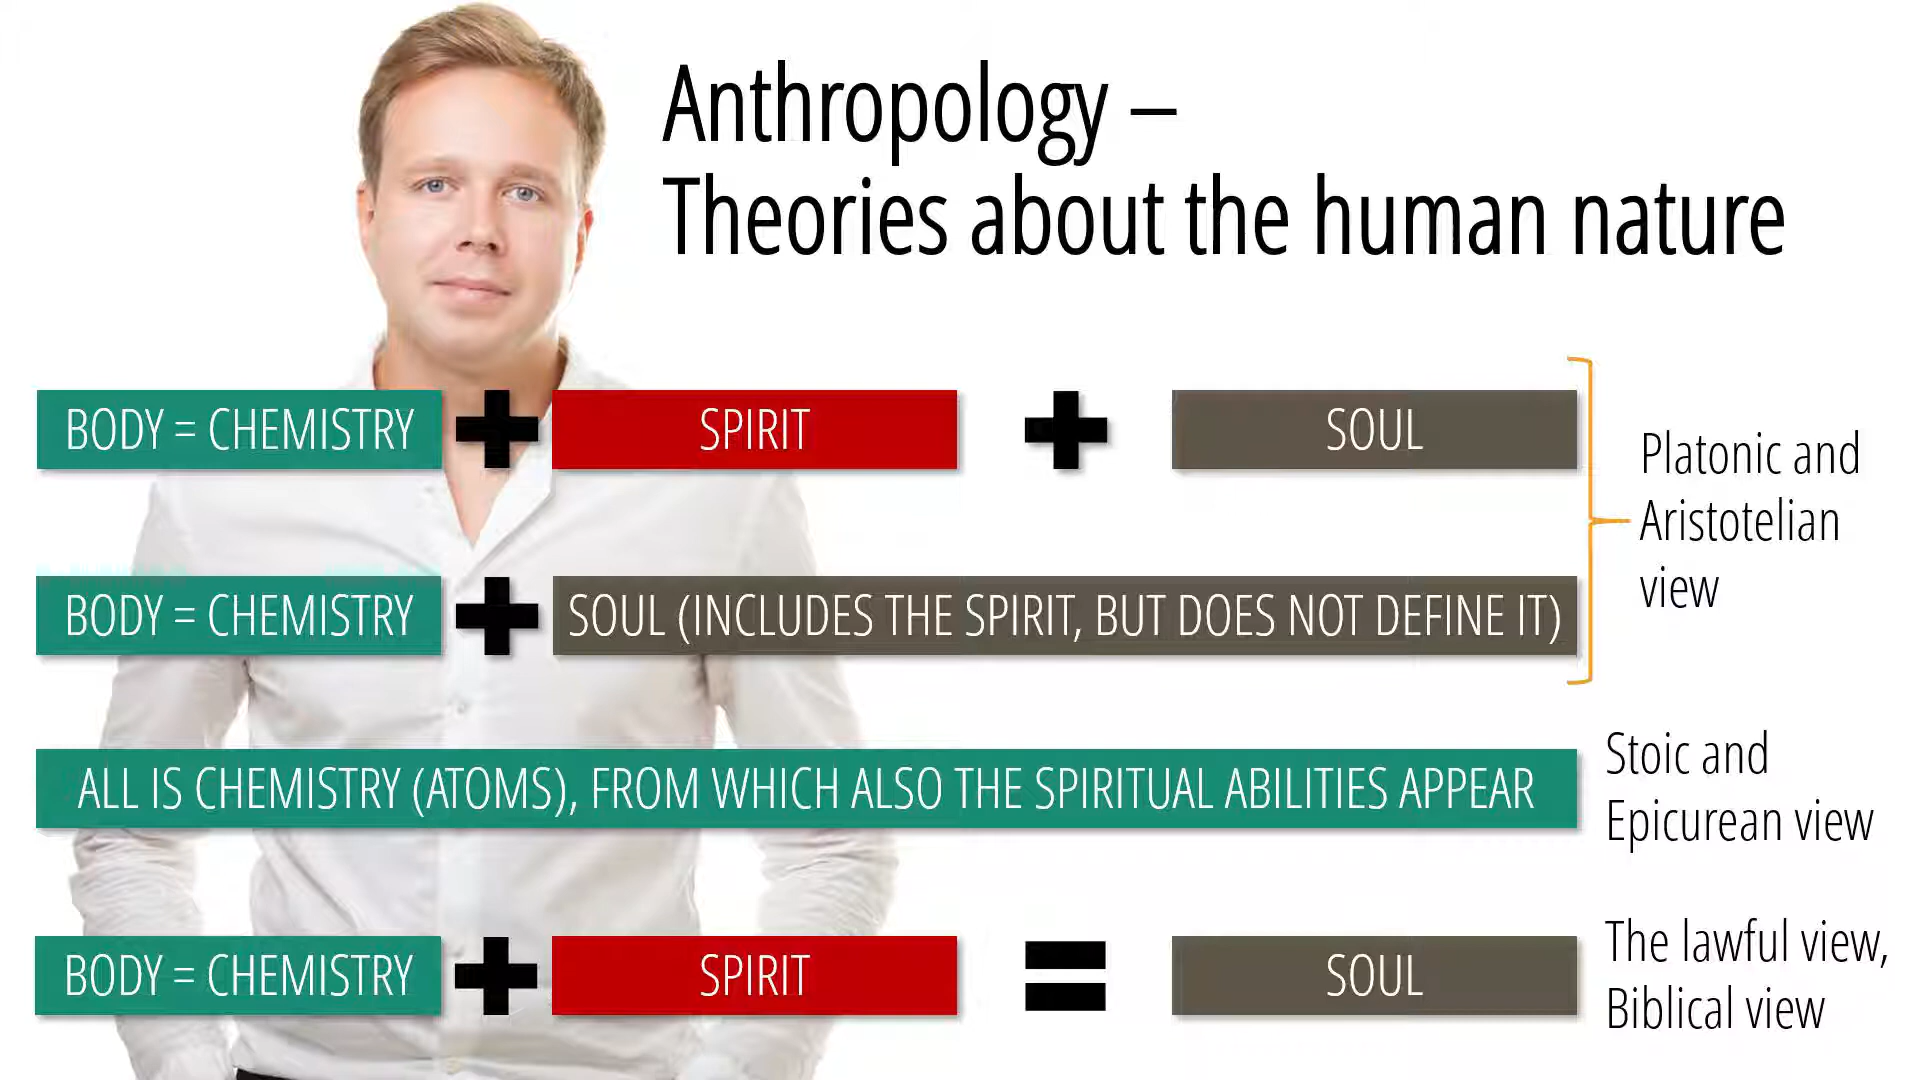 Anthropology –
Theories about the human nature
BODY = CHEMISTRY + SPIRIT + SOUL
BODY = CHEMISTRY + SOUL (INCLUDES THE SPIRIT, BUT DOES NOT DEFINE IT)
Platonic and
Aristotelian
view
ALL IS CHEMISTRY (ATOMS), FROM WHICH ALSO THE SPIRITUAL ABILITIES APPEAR
Stoic and
Epicurean view
BODY = CHEMISTRY + SPIRIT = SOUL
The lawful view,
Biblical view